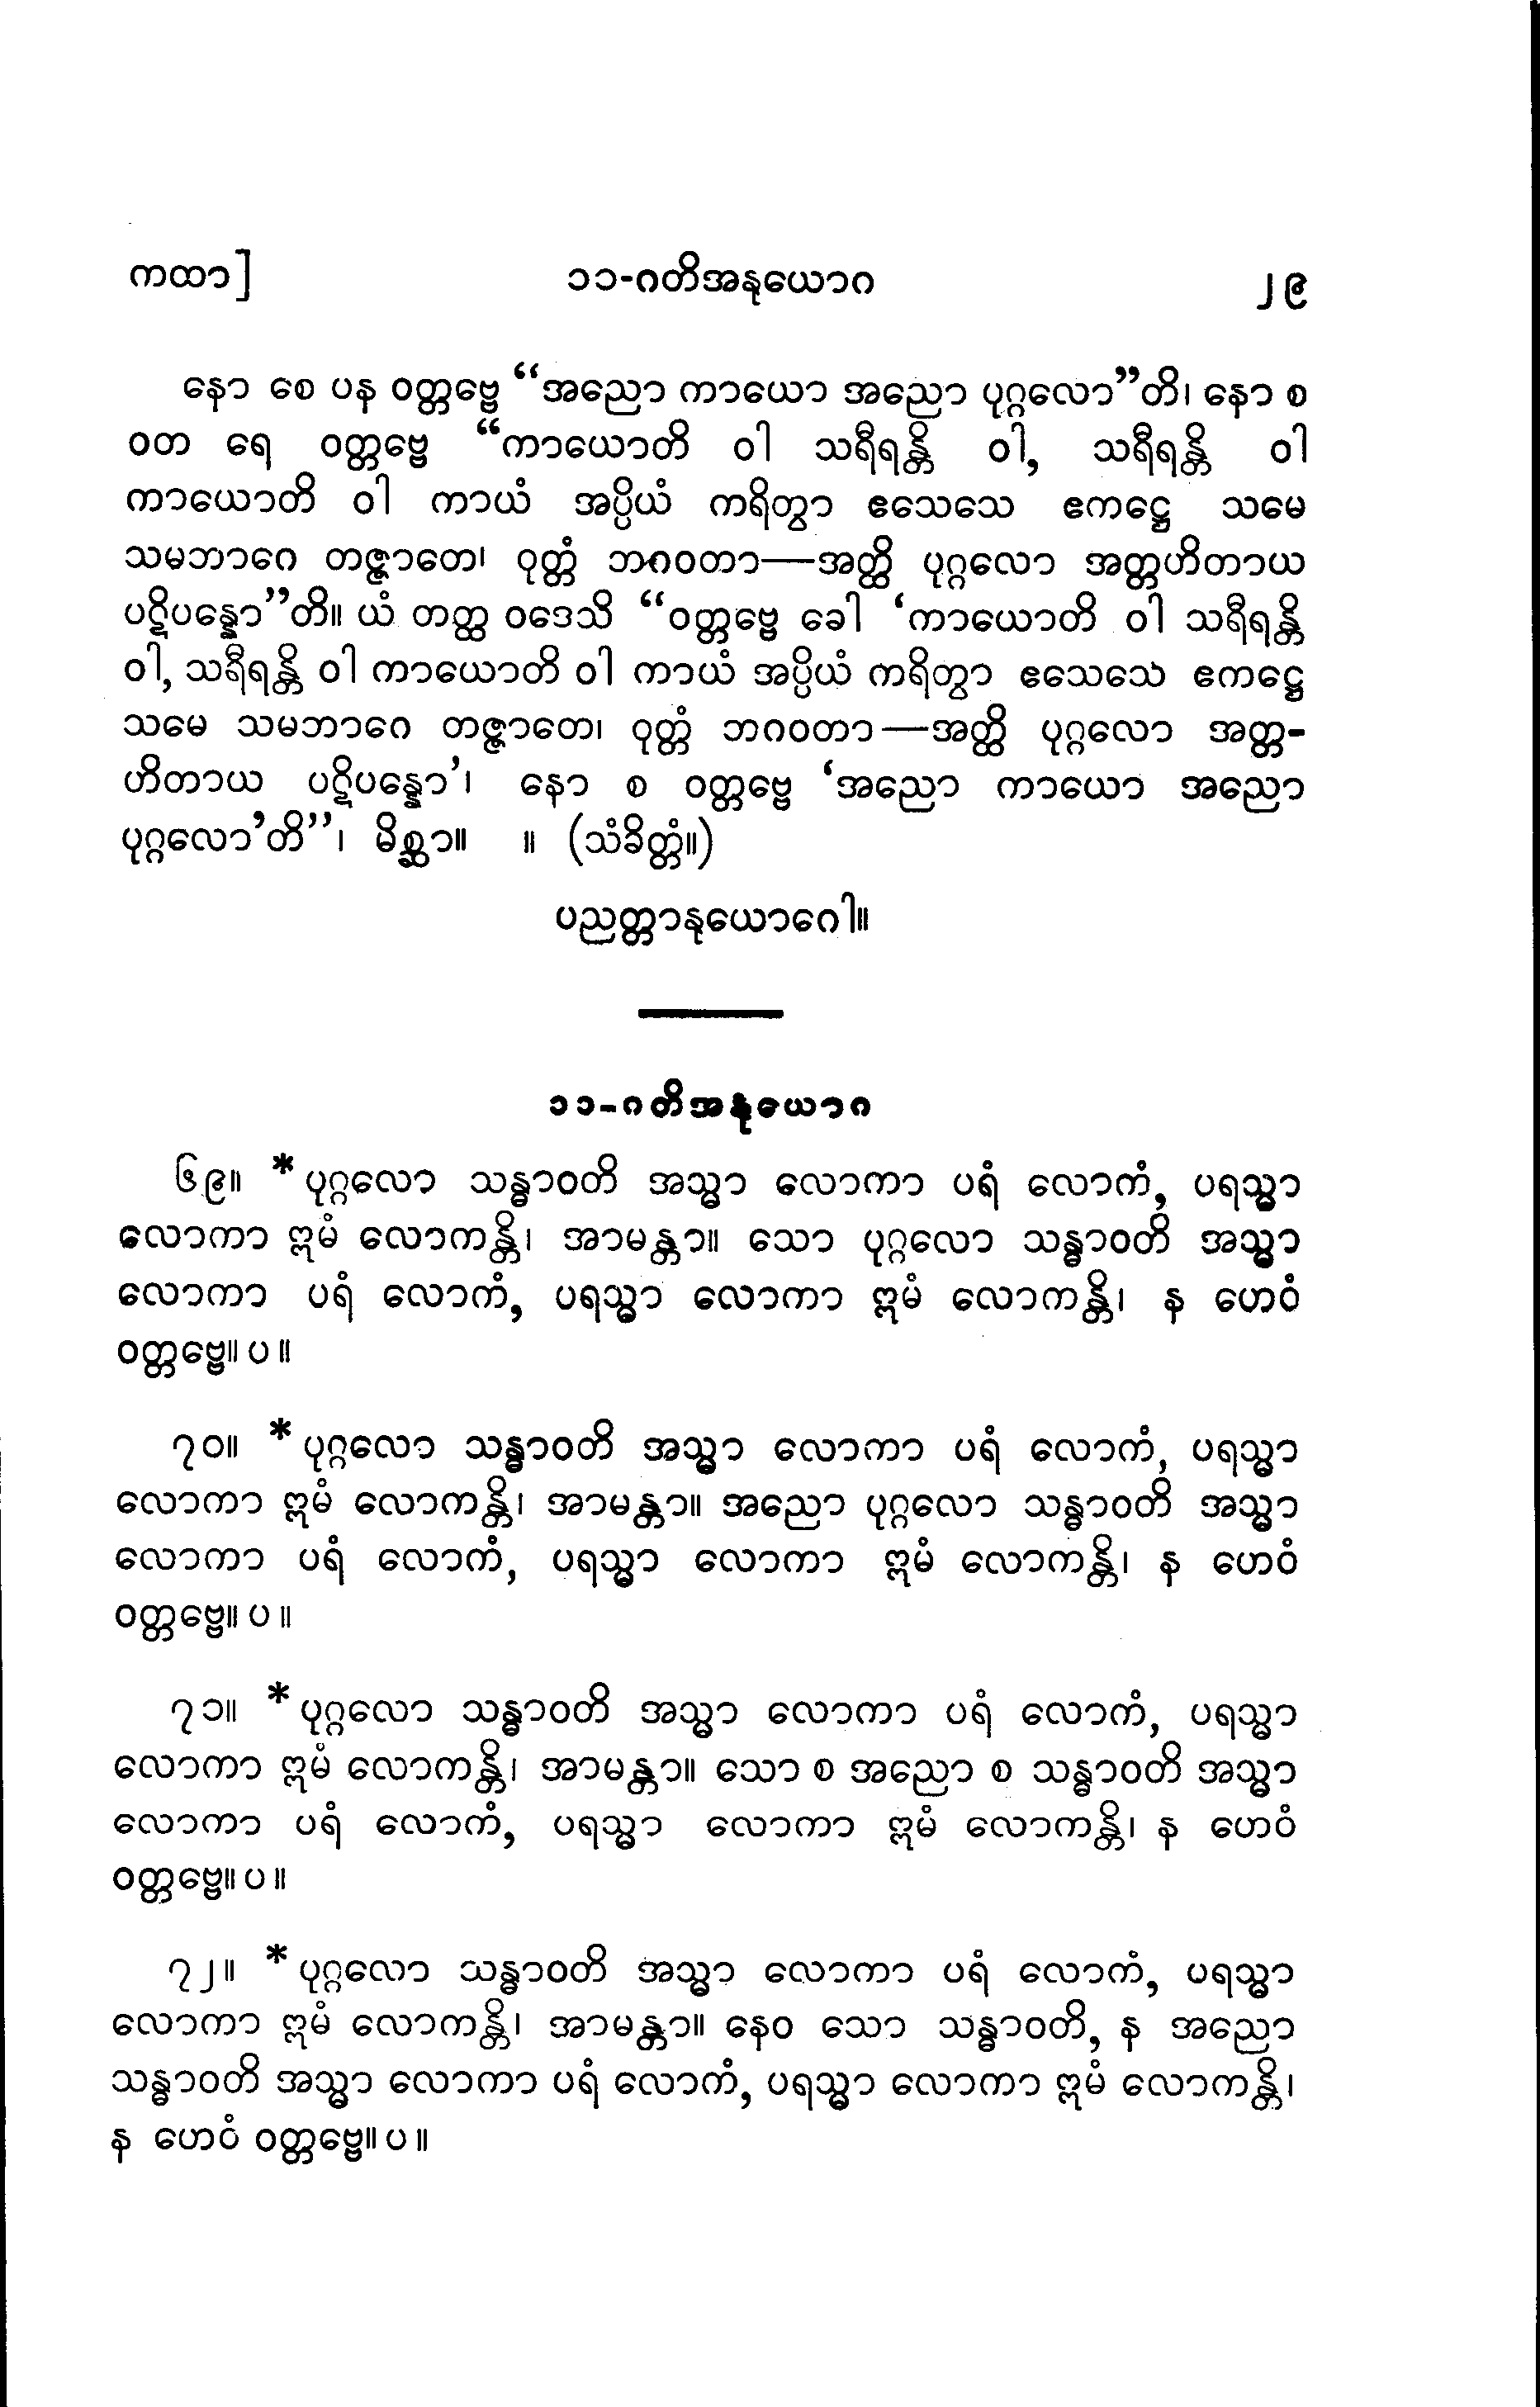 ကထာ] ၁၁-ဂတိအနုယောဂ ၂၉
နော စေ ပန ဝတ္တဗ္ဗေ “အညော ကာယော အညော ပုဂ္ဂလော”တိ၊ နော စ
ဝတ ရေ ဝတ္တဗ္ဗေ “ကာယောတိ ဝါ သရီရန္တိ ဝါ, သရီရန္တိ ဝါ
ကာယောတိ ဝါ ကာယံ အပ္ပိယံ ကရိတွာ ဧသေသေ ဧကဋ္ဌေ သမေ
သမဘာဂေ တဇ္ဇာတေ၊ ဝုတ္တံ ဘဂဝတာ—အတ္ထိ ပုဂ္ဂလော အတ္တဟိတာယ
ပဋိပန္နော”တိ။ ယံ တတ္ထ ဝဒေသိ “ဝတ္တဗ္ဗေ ခေါ ‘ကာယောတိ ဝါ သရီရန္တိ
ဝါ, သရီရန္တိ ဝါ ကာယောတိ ဝါ ကာယံ အပ္ပိယံ ကရိတွာ ဧသေသေ ဧကဋ္ဌေ
သမေ သမဘာဂေ တဇ္ဇာတေ၊ ဝုတ္တံ ဘဂဝတာ—အတ္ထိ ပုဂ္ဂလော အတ္တ-
ဟိတာယ ပဋိပန္နော’၊ နော စ ဝတ္တဗ္ဗေ ‘အညော ကာယော အညော
ပုဂ္ဂလော’တိ”၊ မိစ္ဆာ။ ။ (သံခိတ္တံ။)
ပညတ္တာနုယောဂေါ။
၁၁-ဂတိအနုယောဂ
၆၉။ *ပုဂ္ဂလော သန္ဓာဝတိ အသ္မာ လောကာ ပရံ လောကံ, ပရသ္မာ
လောကာ ဣမံ လောကန္တိ၊ အာမန္တာ။ သော ပုဂ္ဂလော သန္ဓာဝတိ အသ္မာ
လောကာ ပရံ လောကံ, ပရသ္မာ လောကာ ဣမံ လောကန္တိ၊ န ဟေဝံ
ဝတ္တဗ္ဗေ။ ပ ။
၇၀။ *ပုဂ္ဂလော သန္ဓာဝတိ အသ္မာ လောကာ ပရံ လောကံ, ပရသ္မာ
လောကာ ဣမံ လောကန္တိ၊ အာမန္တာ။ အညော ပုဂ္ဂလော သန္ဓာဝတိ အသ္မာ
လောကာ ပရံ လောကံ, ပရသ္မာ လောကာ ဣမံ လောကန္တိ၊ န ဟေဝံ
ဝတ္တဗ္ဗေ။ ပ ။
၇၁။ *ပုဂ္ဂလော သန္ဓာဝတိ အသ္မာ လောကာ ပရံ လောကံ, ပရသ္မာ
လောကာ ဣမံ လောကန္တိ၊ အာမန္တာ။ သော စ အညော စ သန္ဓာဝတိ အသ္မာ
လောကာ ပရံ လောကံ, ပရသ္မာ လောကာ ဣမံ လောကန္တိ၊ န ဟေဝံ
ဝတ္တဗ္ဗေ။ ပ ။
၇၂။ *ပုဂ္ဂလော သန္ဓာဝတိ အသ္မာ လောကာ ပရံ လောကံ, ပရသ္မာ
လောကာ ဣမံ လောကန္တိ၊ အာမန္တာ။ နေဝ သော သန္ဓာဝတိ, န အညော
သန္ဓာဝတိ အသ္မာ လောကာ ပရံ လောကံ, ပရသ္မာ လောကာ ဣမံ လောကန္တိ၊
န ဟေဝံ ဝတ္တဗ္ဗေ။ ပ ။